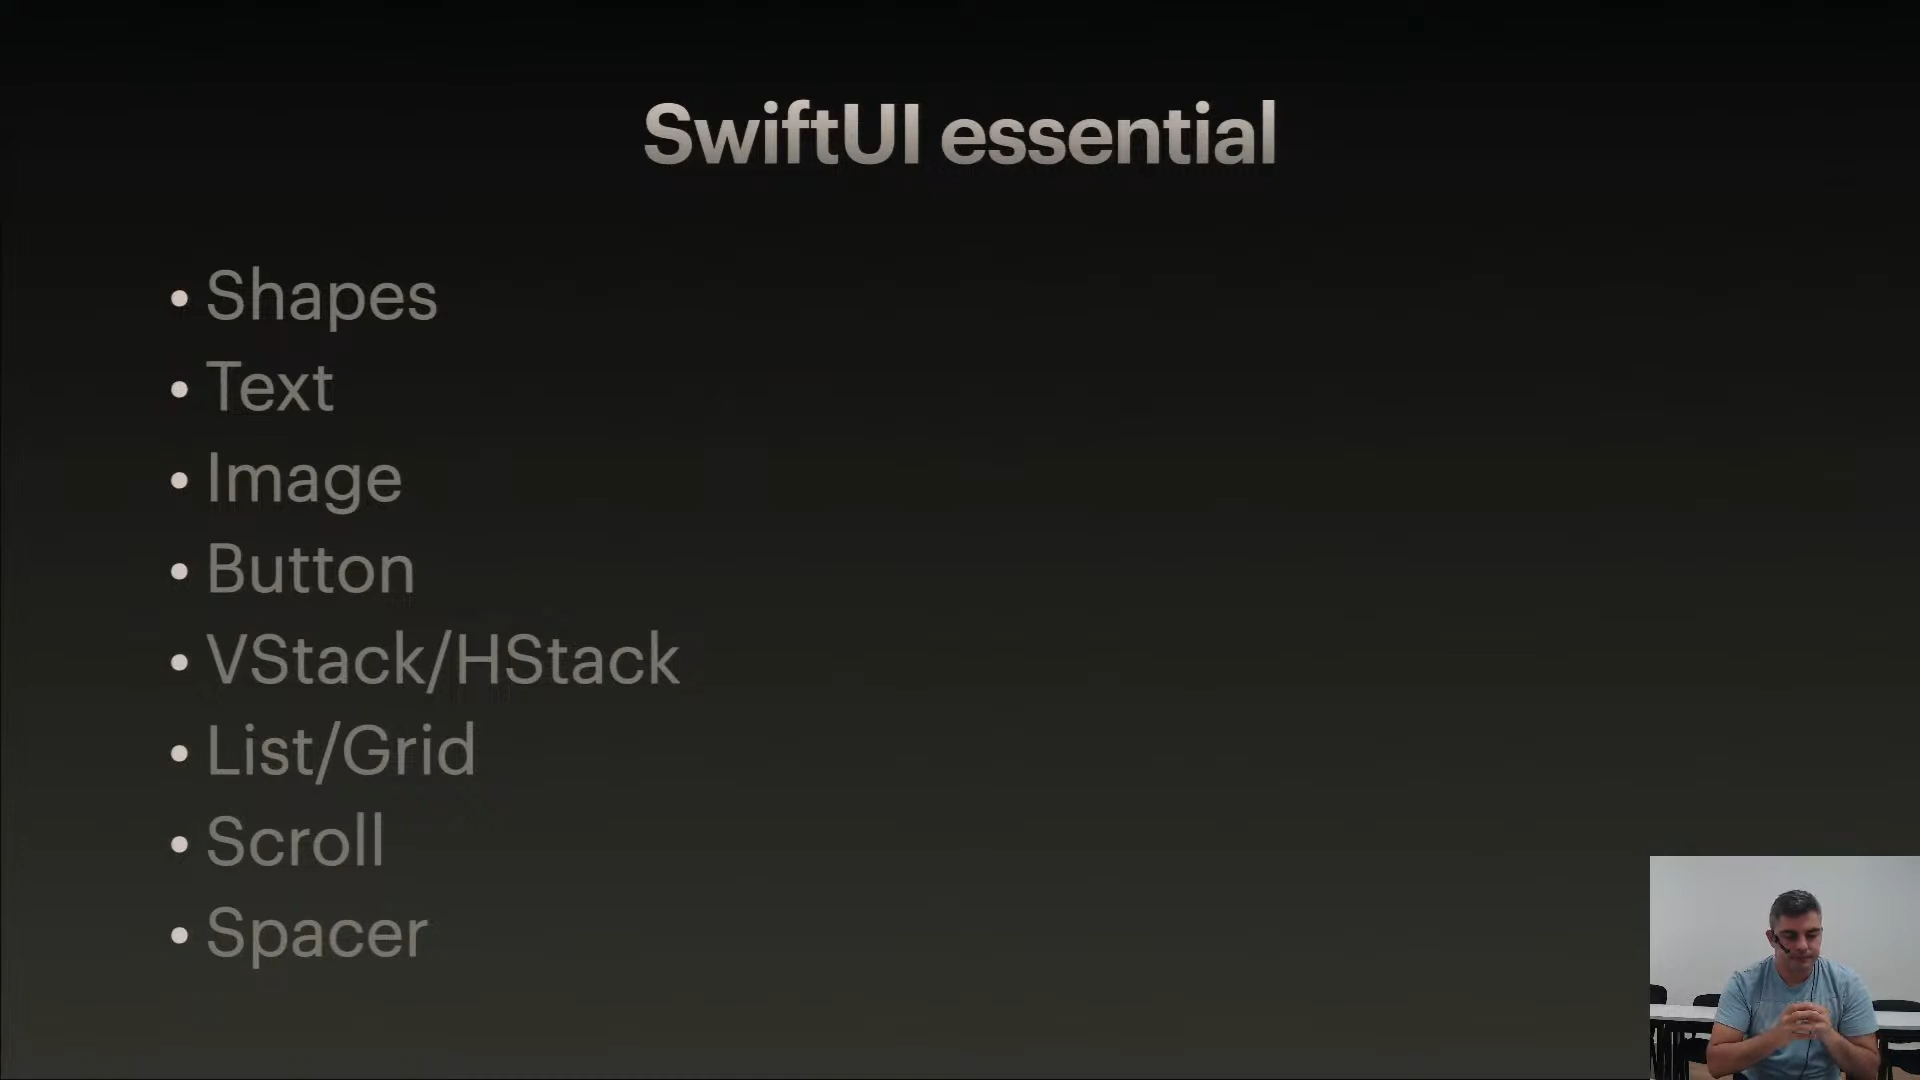 SwiftUI essential
• Shapes
• Text
• Image
• Button
• VStack/HStack
• List/Grid
• Scroll
• Spacer